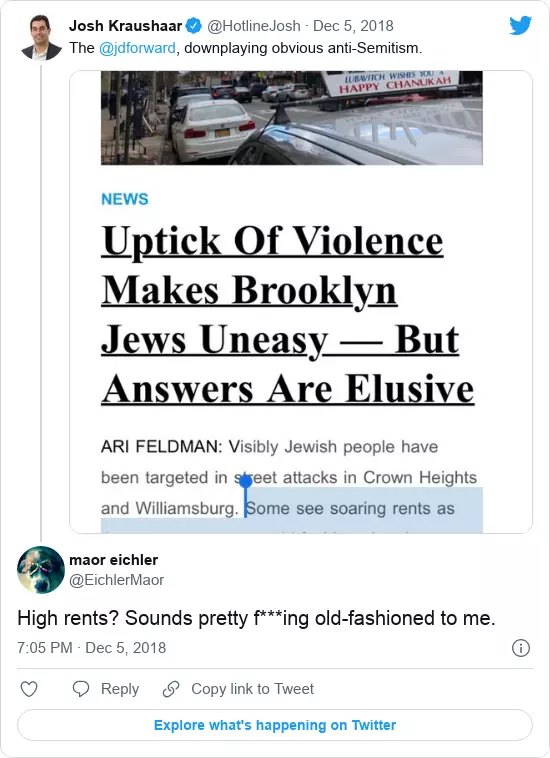 Josh Kraushaar @HotlineJosh · Dec 5, 2018
The @jdforward, downplaying obvious anti-Semitism.
LUBAVITCH WISHES YOU A
HAPPY CHANUKAH
NEWS
Uptick Of Violence
Makes Brooklyn
Jews Uneasy — But
Answers Are Elusive
ARI FELDMAN: Visibly Jewish people have
been targeted in street attacks in Crown Heights
and Williamsburg. Some see soaring rents as
maor eichler
@EichlerMaor
High rents? Sounds pretty f***ing old-fashioned to me.
7:05 PM · Dec 5, 2018
Reply Copy link to Tweet
Explore what's happening on Twitter